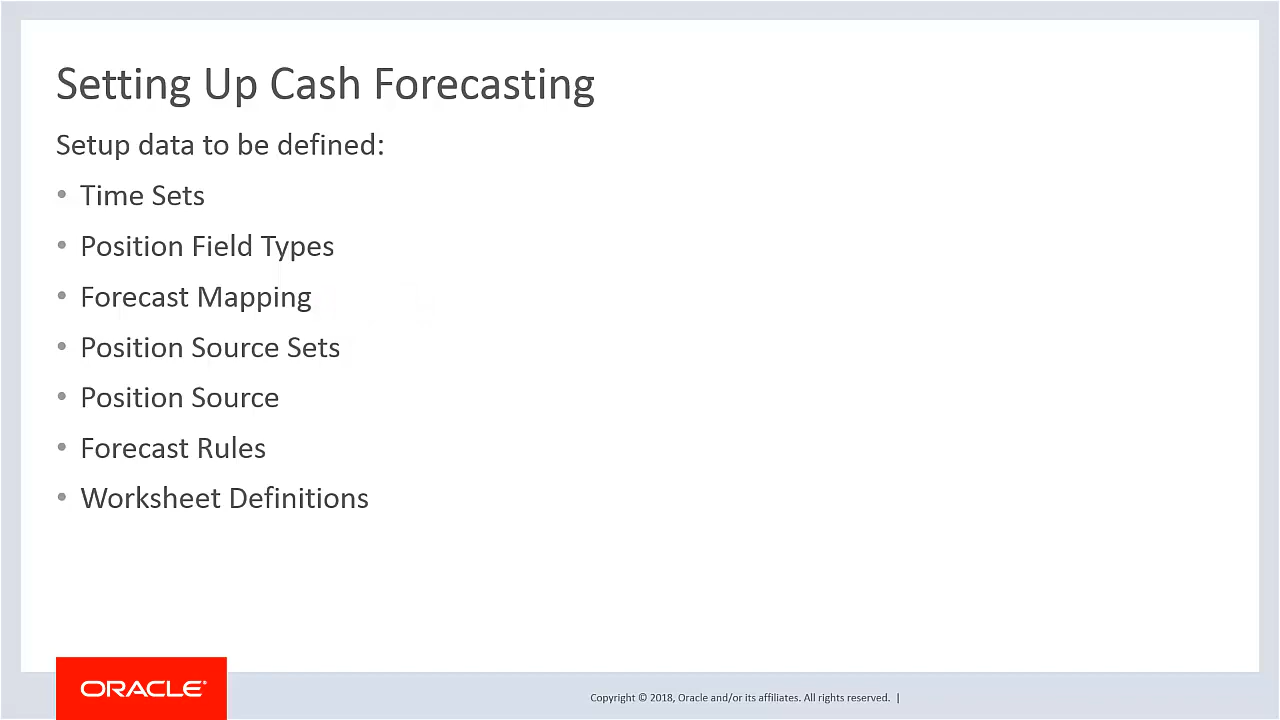 Setting Up Cash Forecasting
Setup data to be defined:
• Time Sets
• Position Field Types
• Forecast Mapping
• Position Source Sets
• Position Source
• Forecast Rules
• Worksheet Definitions
ORACLE®
Copyright © 2018, Oracle and/or its affiliates. All rights reserved. |